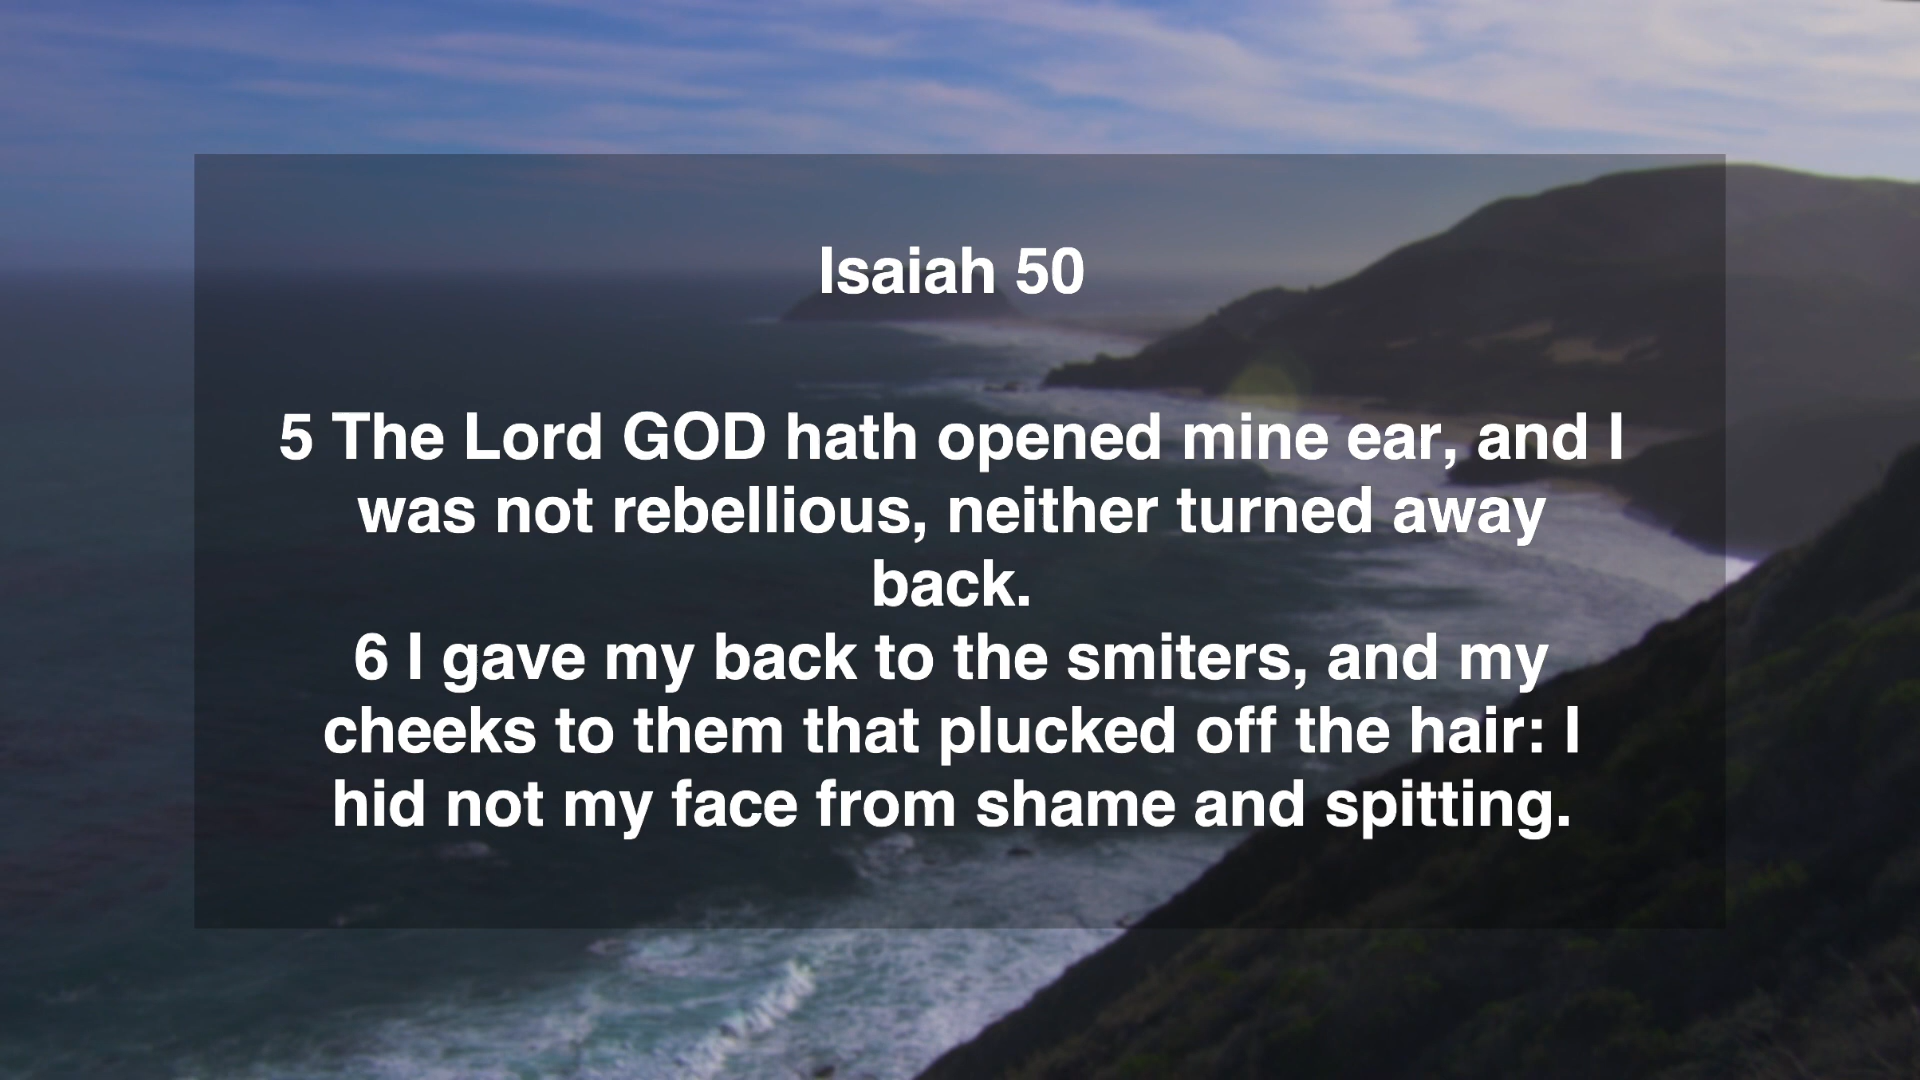 Isaiah 50
5 The Lord GOD hath opened mine ear, and I
was not rebellious, neither turned away
back.
6 I gave my back to the smiters, and my
cheeks to them that plucked off the hair: I
hid not my face from shame and spitting.